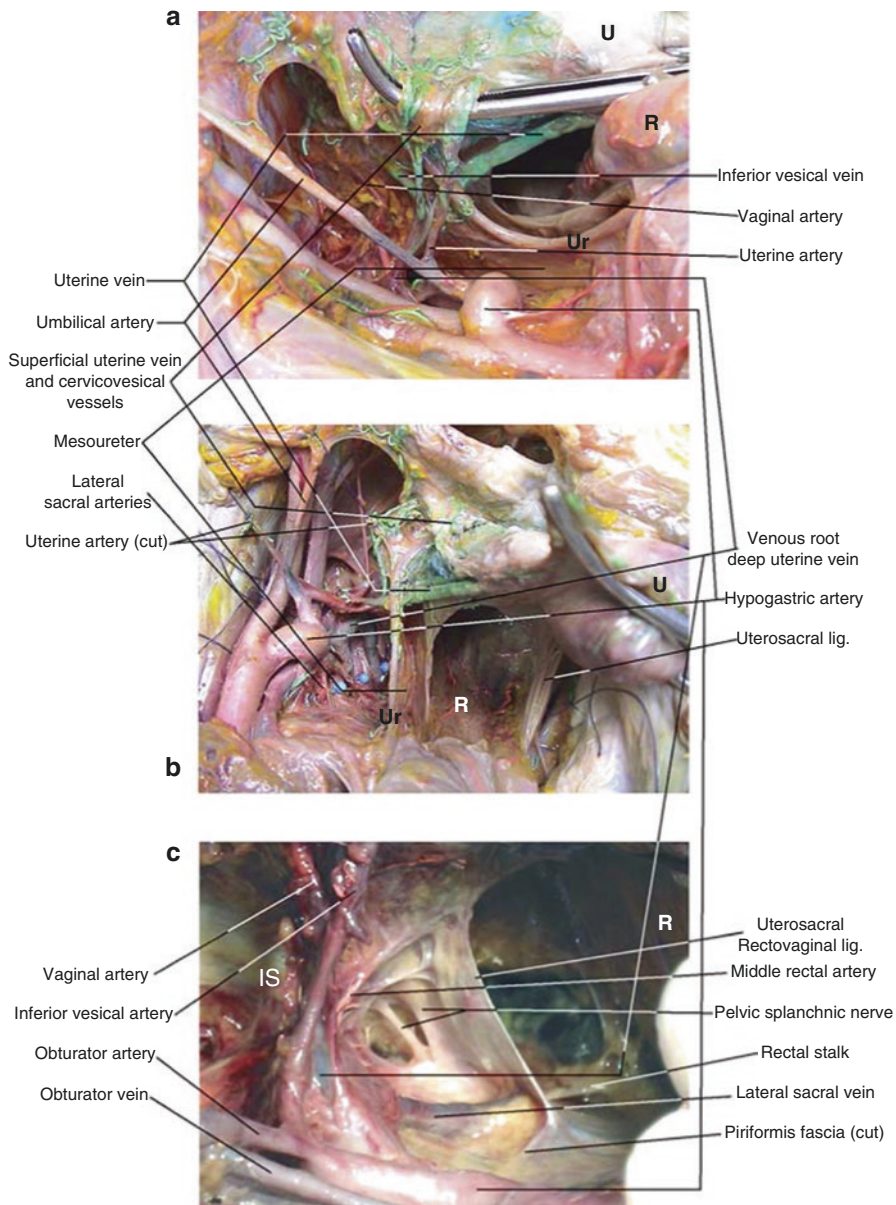 a
U
R
Inferior vesical vein
Vaginal artery
Ur
Uterine artery
Uterine vein
Umbilical artery
Superficial uterine vein
and cervicovesical
vessels
Mesoureter
Lateral
sacral arteries
Uterine artery (cut)
Venous root
deep uterine vein
U
Hypogastric artery
Uterosacral lig.
R
Ur
b
c
R
Uterosacral
Rectovaginal lig.
Middle rectal artery
Pelvic splanchnic nerve
Rectal stalk
Lateral sacral vein
Piriformis fascia (cut)
Vaginal artery
IS
Inferior vesical artery
Obturator artery
Obturator vein